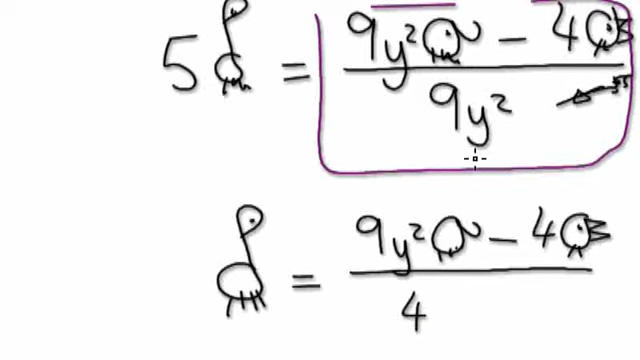 5 = 9y² - 4
9y²
= 9y² - 4
4